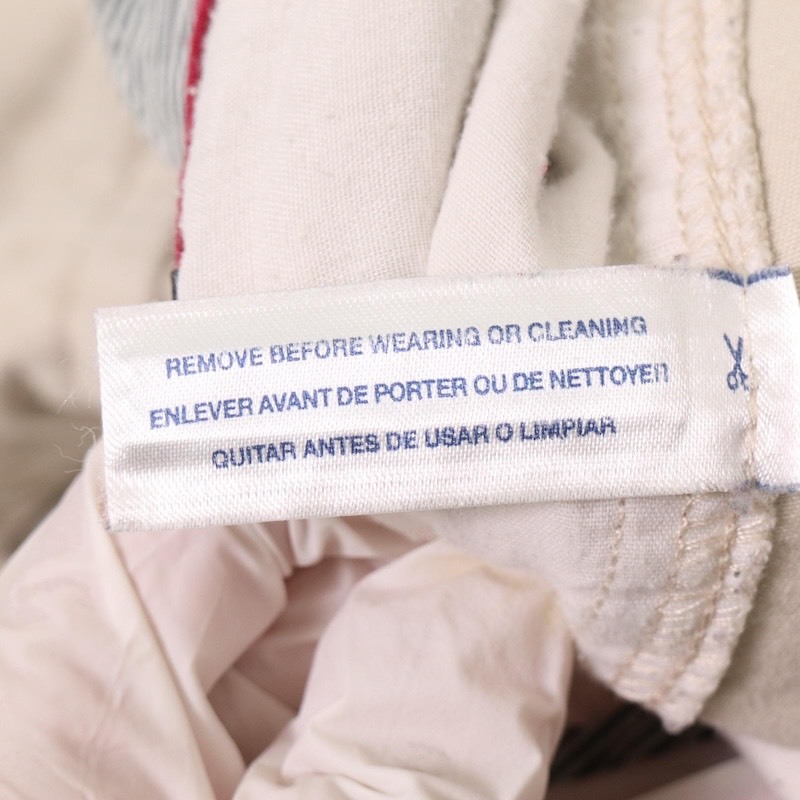 REMOVE BEFORE WEARING OR CLEANING
ENLEVER AVANT DE PORTER OU DE NETTOYER
QUITAR ANTES DE USAR O LIMPIAR